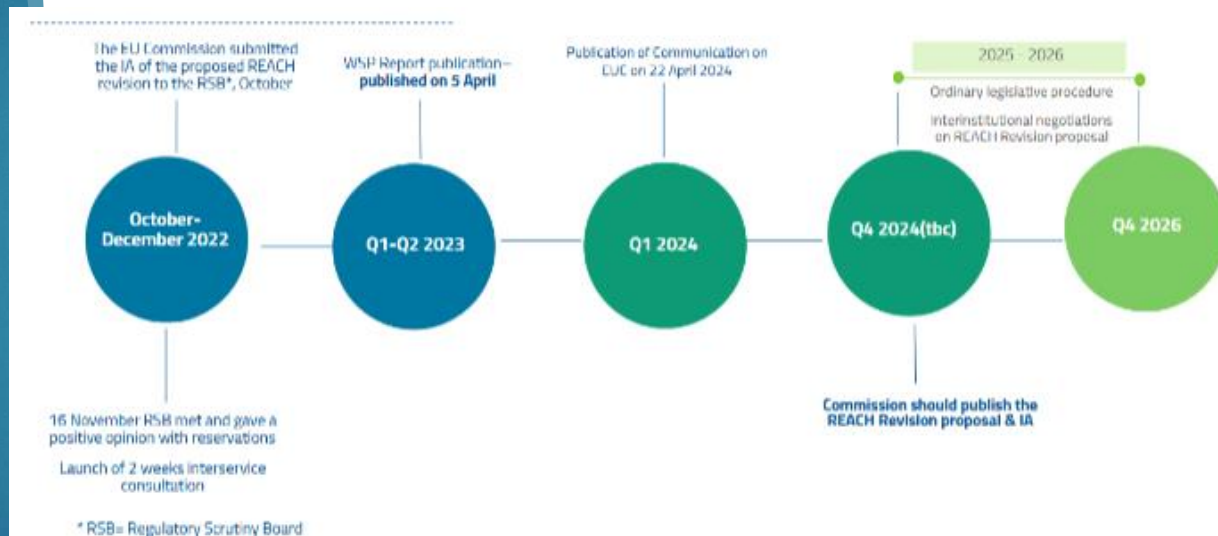 The EU Commission submitted
the IA of the proposed REACH
revision to the RSB*, October
WSP Report publication–
published on 5 April
Publication of Communication on
EUC on 22 April 2024
2025 - 2026
Ordinary legislative procedure
Interinstitutional negotiations
on REACH Revision proposal
October-
December 2022
Q1-Q2 2023
Q1 2024
Q4 2024(tbc)
Q4 2026
16 November RSB met and gave a
positive opinion with reservations
Launch of 2 weeks interservice
consultation
Commission should publish the
REACH Revision proposal & IA
* RSB= Regulatory Scrutiny Board